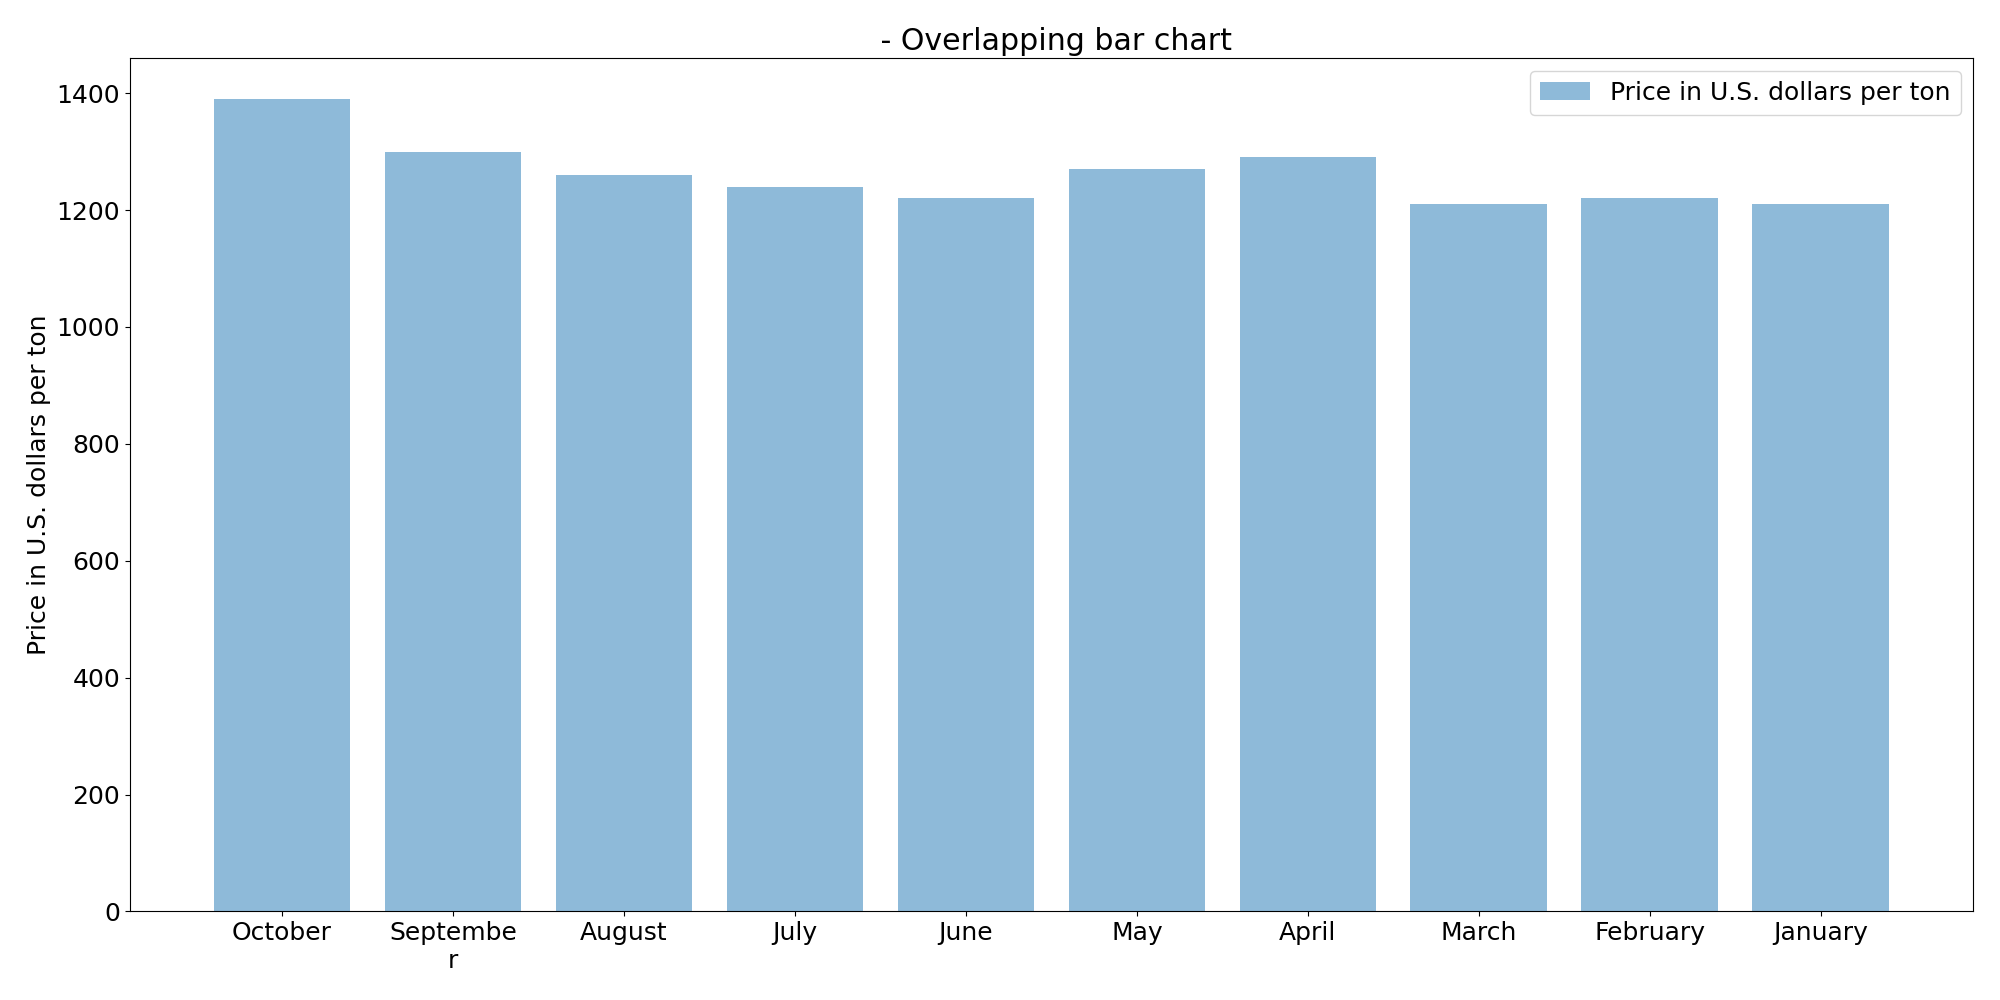 - Overlapping bar chart
Price in U.S. dollars per ton
Price in U.S. dollars per ton
1400
1200
1000
800
600
400
200
0
October
Septembe
r
August
July
June
May
April
March
February
January